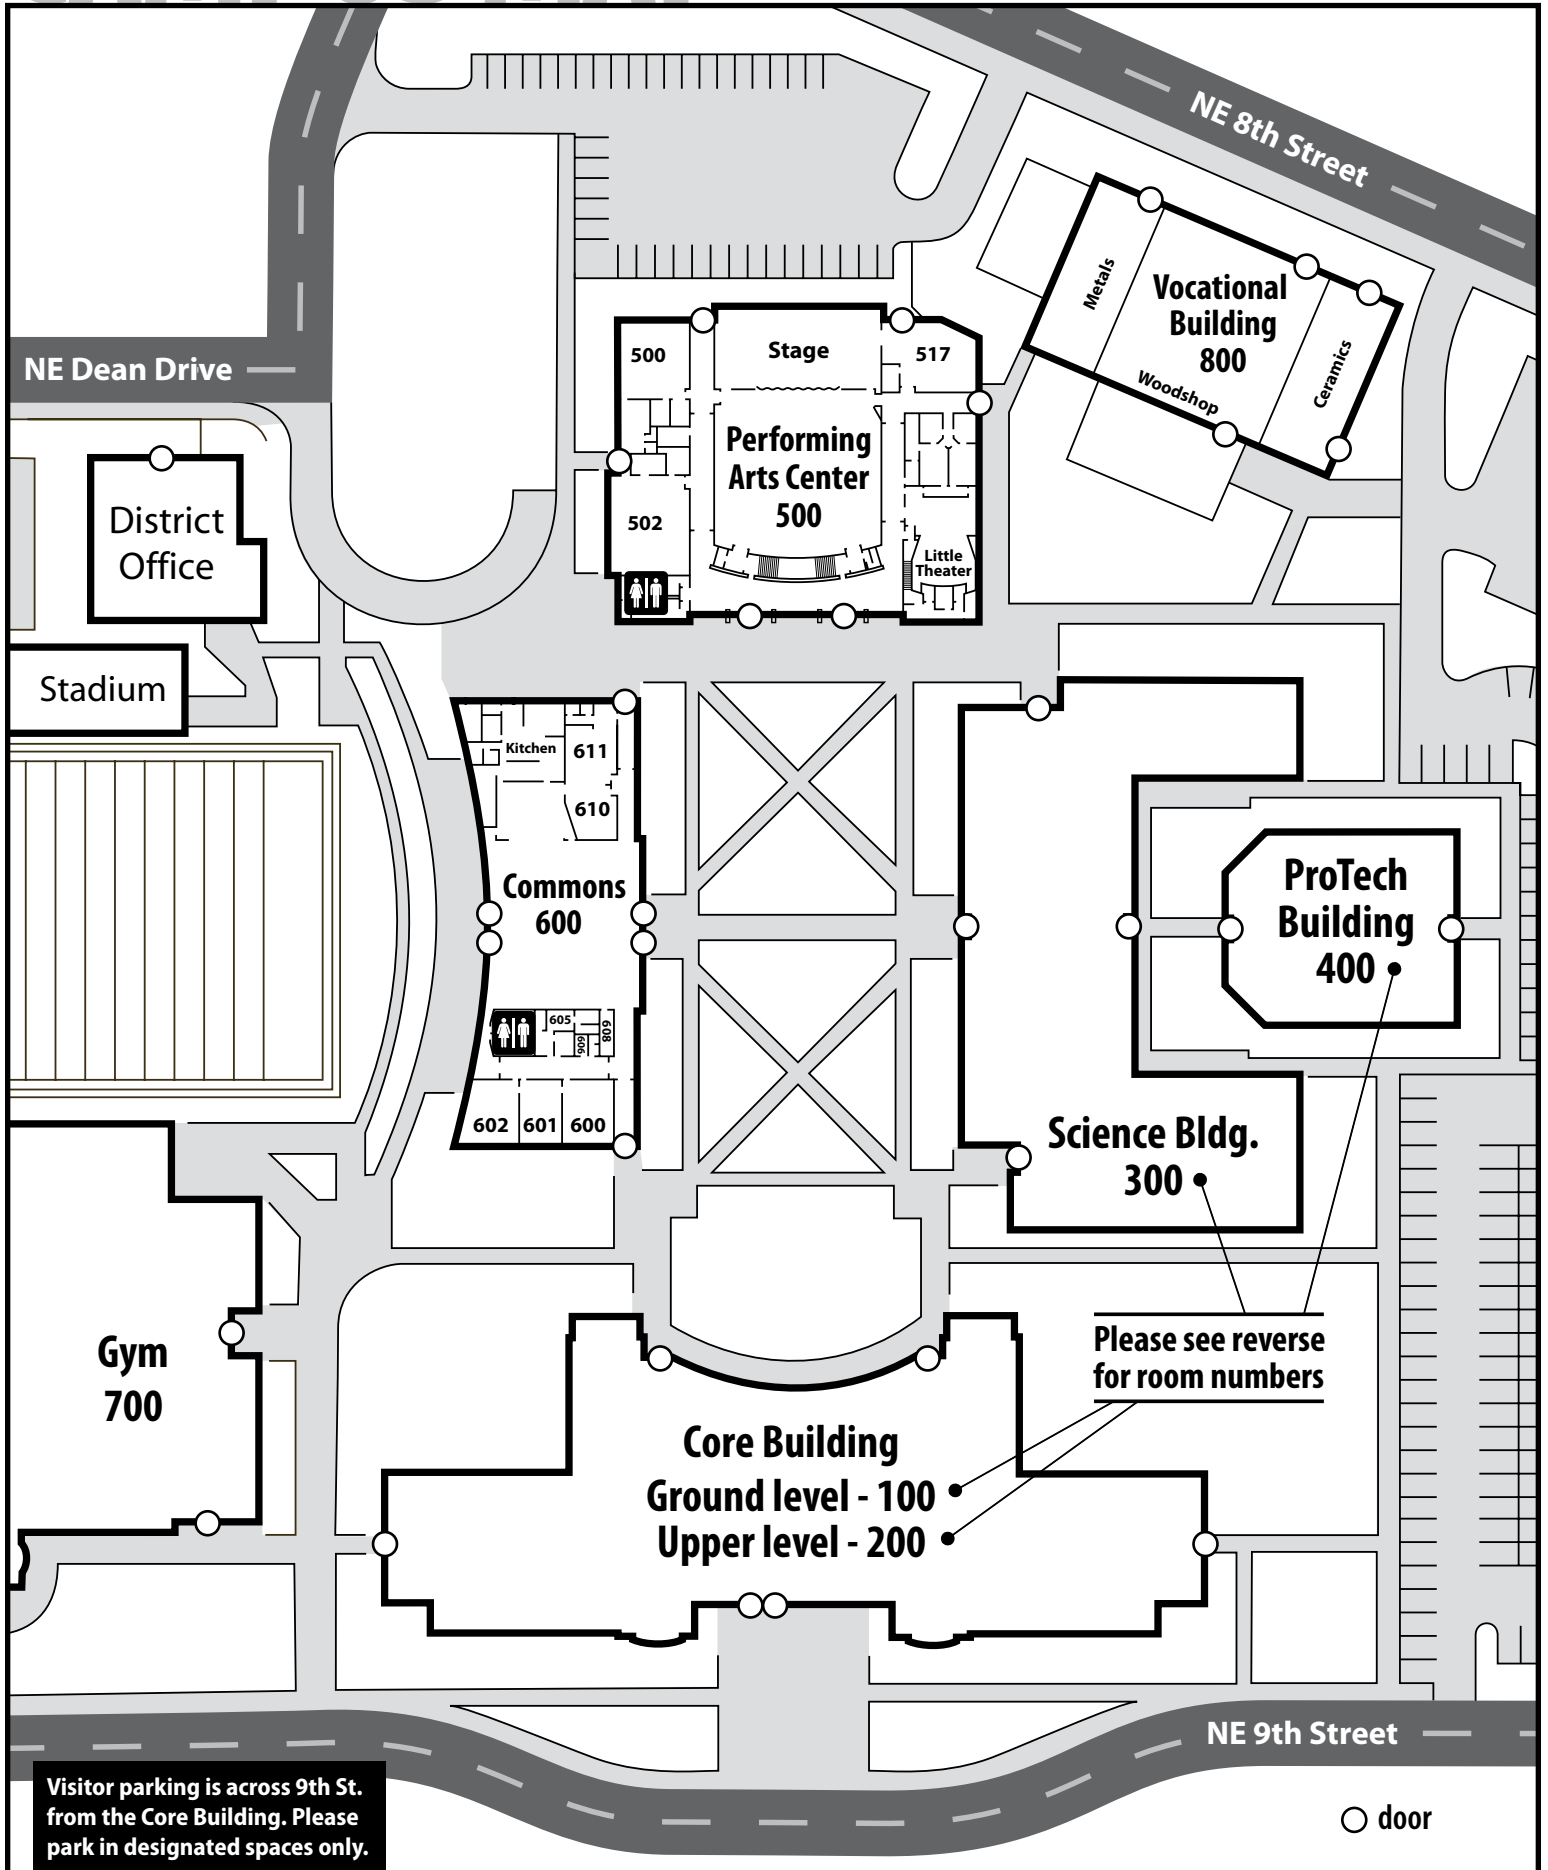 NE 8th Street
Metals
Vocational
Building
800
Woodshop
Ceramics
NE Dean Drive
500
Stage
517
Performing
Arts Center
500
502
Little
Theater
District
Office
Stadium
Kitchen
611
610
Commons
600
605
606
608
602
601
600
ProTech
Building
400
Science Bldg.
300
Please see reverse
for room numbers
Gym
700
Core Building
Ground level - 100
Upper level - 200
NE 9th Street
Visitor parking is across 9th St.
from the Core Building. Please
park in designated spaces only.
door